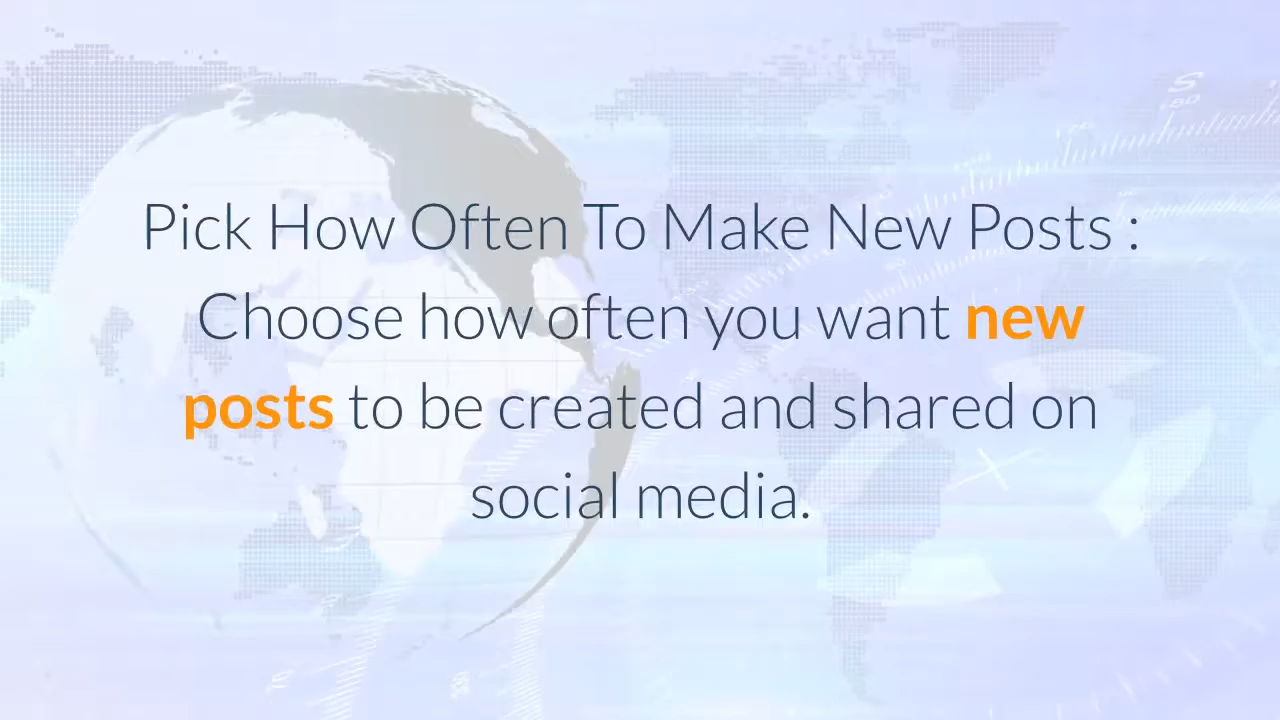 S
BO
Pick How Often To Make New Posts :
Choose how often you want new
posts to be created and shared on
social media.